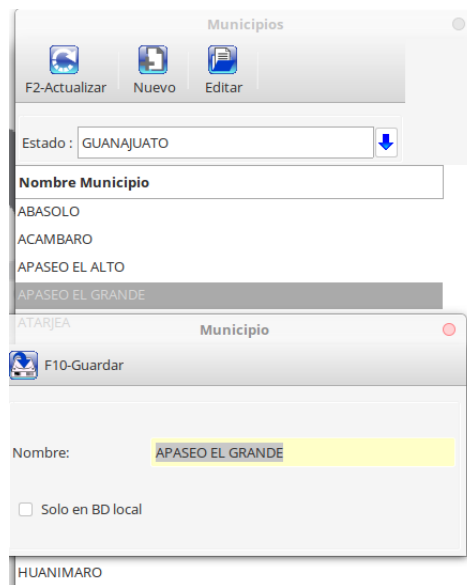 Municipios
F2-Actualizar Nuevo Editar
Estado : GUANAJUATO
Nombre Municipio
ABASOLO
ACAMBARO
APASEO EL ALTO
APASEO EL GRANDE
ATARJEA
Municipio
F10-Guardar
Nombre: APASEO EL GRANDE
Solo en BD local
HUANIMARO